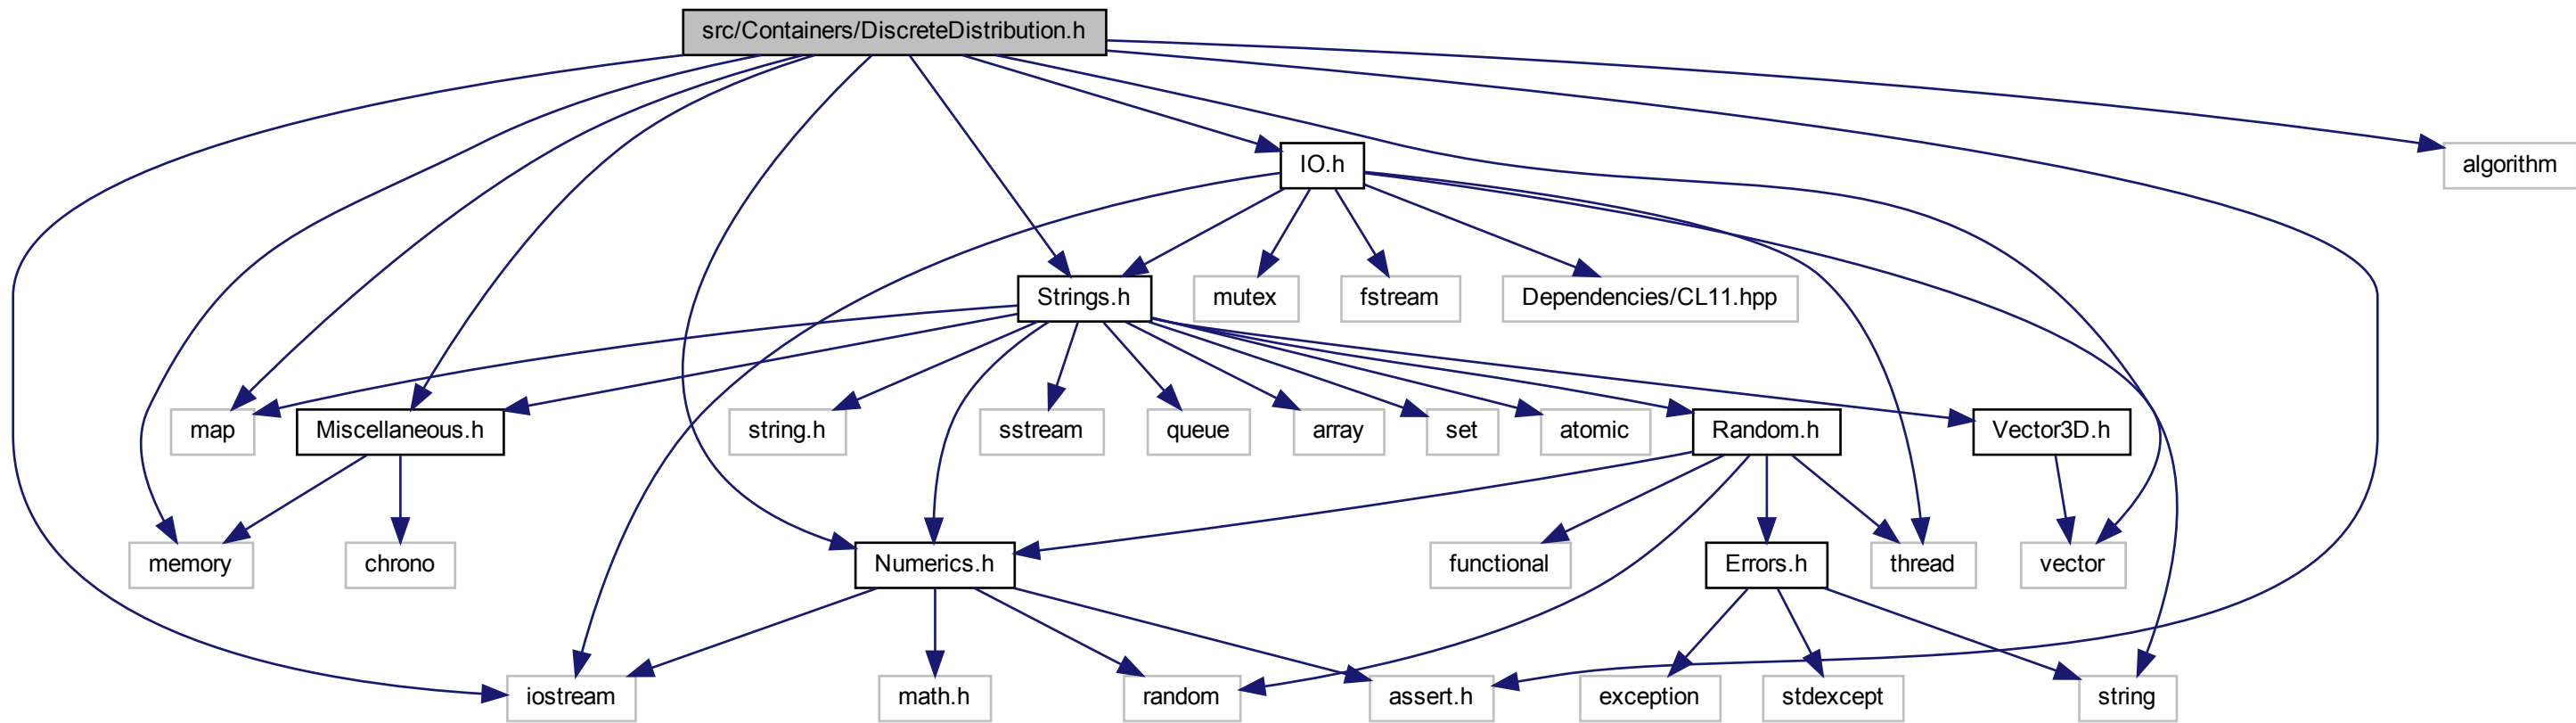 src/Containers/DiscreteDistribution.h
IO.h
algorithm
Strings.h
mutex
fstream
Dependencies/CL11.hpp
map
Miscellaneous.h
string.h
sstream
queue
array
set
atomic
Random.h
Vector3D.h
memory
chrono
Numerics.h
functional
Errors.h
thread
vector
iostream
math.h
random
assert.h
exception
stdexcept
string